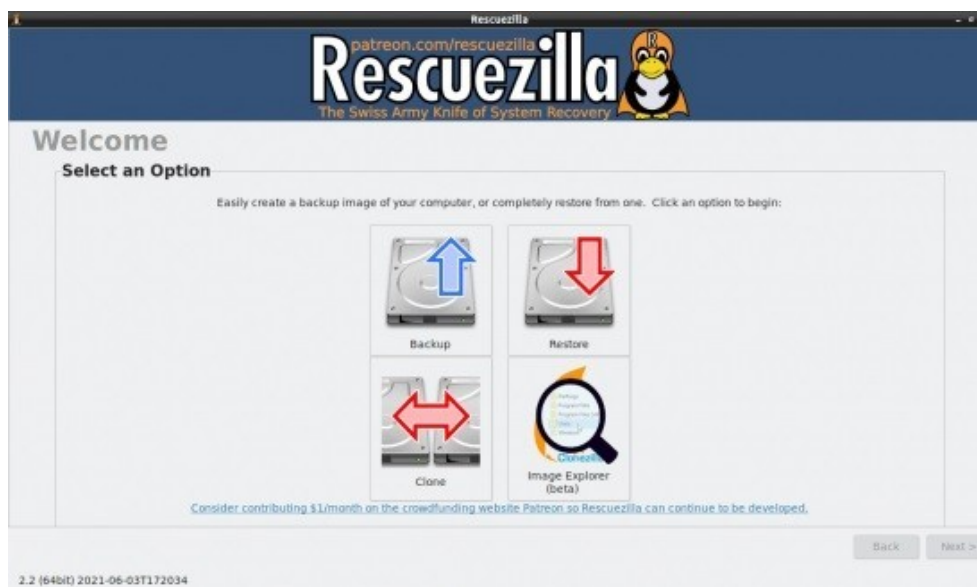 Rescuezilla
patreon.com/rescuezilla
Rescuezilla
R
The Swiss Army Knife of System Recovery
Welcome
Select an Option
Easily create a backup image of your computer, or completely restore from one. Click an option to begin:
Backup
Restore
Clone
Clonezilla
Image Explorer
(beta)
Consider contributing $1/month on the crowdfunding website Patreon so Rescuezilla can continue to be developed.
Back
Next >
2.2 (64bit) 2021-06-03T172034